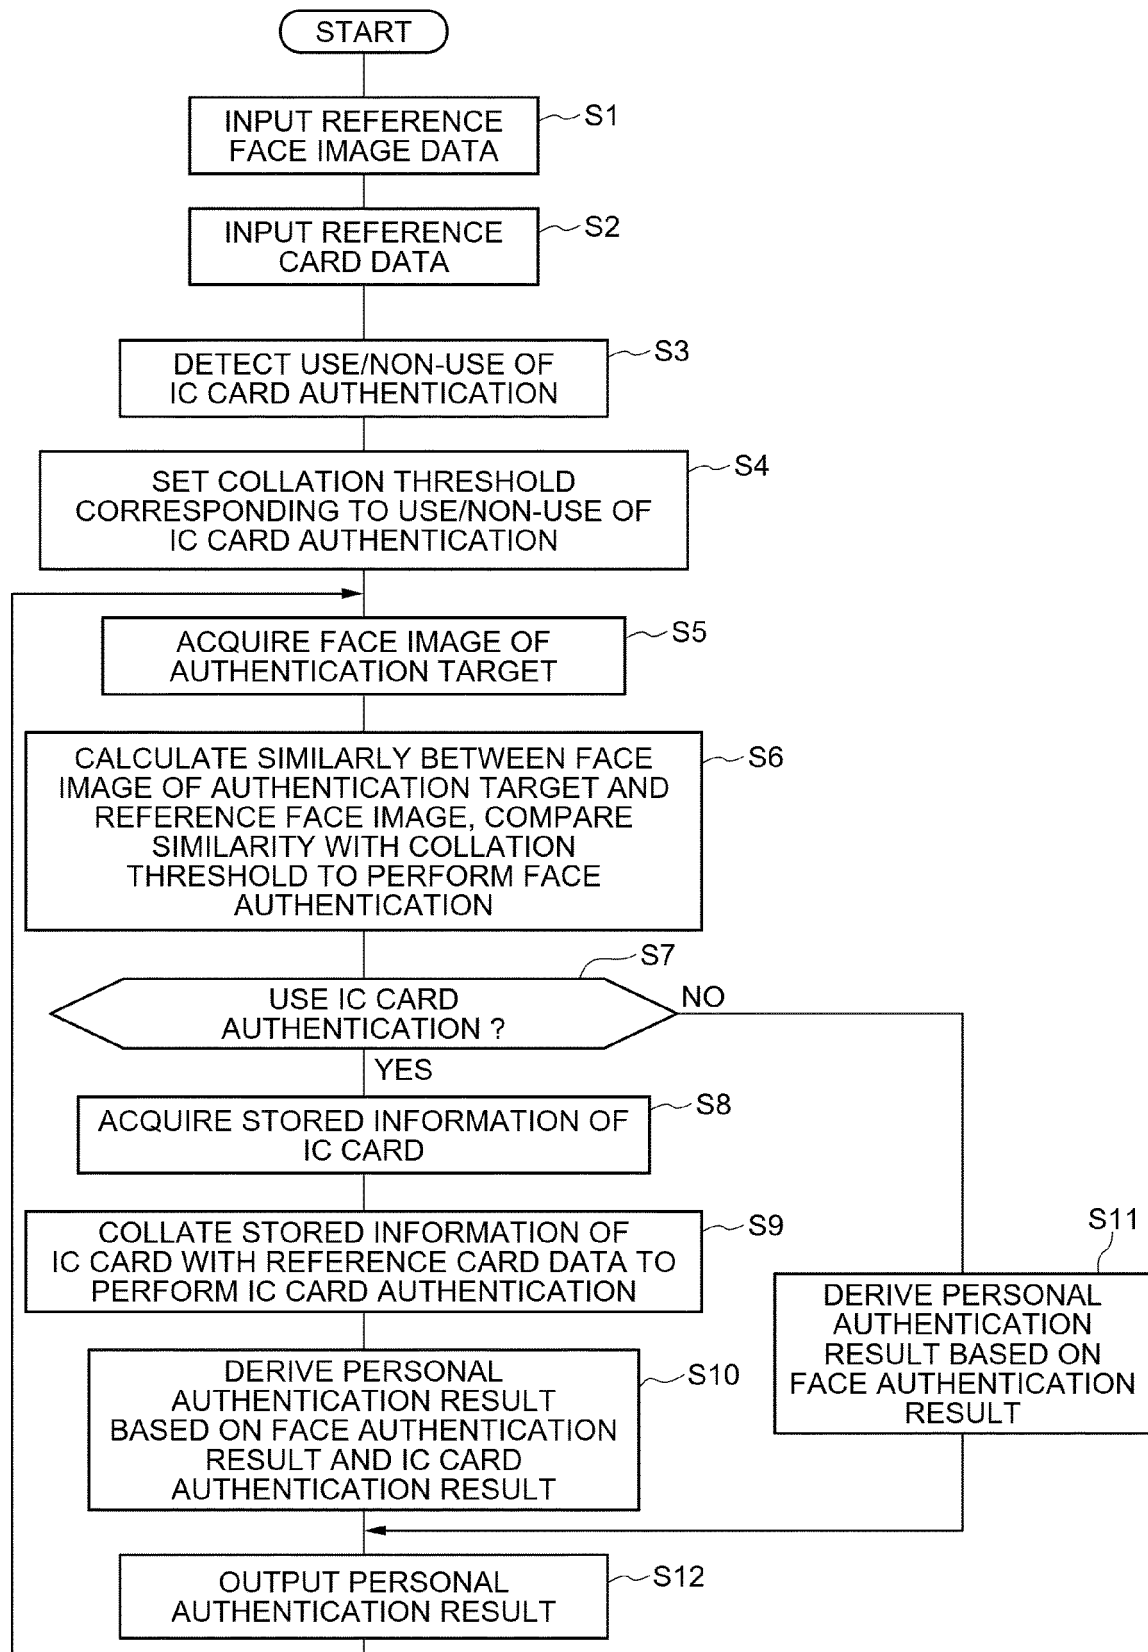 START
INPUT REFERENCE
FACE IMAGE DATA
S1
INPUT REFERENCE
CARD DATA
S2
DETECT USE/NON-USE OF
IC CARD AUTHENTICATION
S3
SET COLLATION THRESHOLD
CORRESPONDING TO USE/NON-USE OF
IC CARD AUTHENTICATION
S4
ACQUIRE FACE IMAGE OF
AUTHENTICATION TARGET
S5
CALCULATE SIMILARLY BETWEEN FACE
IMAGE OF AUTHENTICATION TARGET AND
REFERENCE FACE IMAGE, COMPARE
SIMILARITY WITH COLLATION
THRESHOLD TO PERFORM FACE
AUTHENTICATION
S6
USE IC CARD
AUTHENTICATION ?
S7
NO
YES
ACQUIRE STORED INFORMATION OF
IC CARD
S8
COLLATE STORED INFORMATION OF
IC CARD WITH REFERENCE CARD DATA TO
PERFORM IC CARD AUTHENTICATION
S9
DERIVE PERSONAL
AUTHENTICATION RESULT
BASED ON FACE AUTHENTICATION
RESULT AND IC CARD
AUTHENTICATION RESULT
S10
S11
DERIVE PERSONAL
AUTHENTICATION
RESULT BASED ON
FACE AUTHENTICATION
RESULT
OUTPUT PERSONAL
AUTHENTICATION RESULT
S12